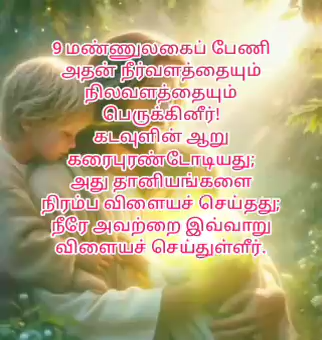 9 மண்ணுலகைப் பேணி
அதன் நீர்வளத்தையும்
நிலவளத்தையும்
பெருக்கினீர்!
கடவுளின் ஆறு
கரைபுரண்டோடியது;
அது தானியங்களை
நிரம்ப விளையச் செய்தது;
நீரே அவற்றை இவ்வாறு
விளையச் செய்துள்ளீர்.